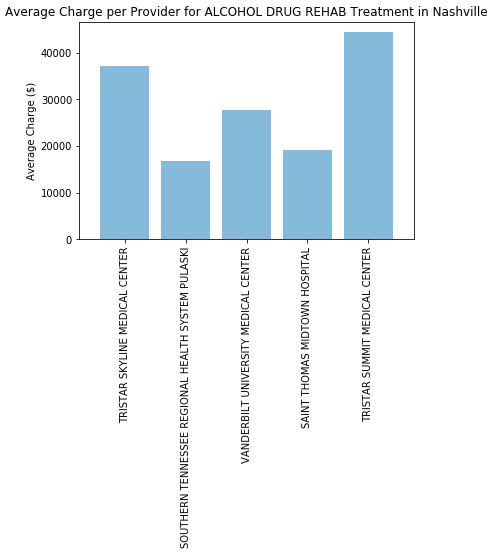 Average Charge per Provider for ALCOHOL DRUG REHAB Treatment in Nashville
Average Charge ($)
40000
30000
20000
10000
0
TRISTAR SKYLINE MEDICAL CENTER
SOUTHERN TENNESSEE REGIONAL HEALTH SYSTEM PULASKI
VANDERBILT UNIVERSITY MEDICAL CENTER
SAINT THOMAS MIDTOWN HOSPITAL
TRISTAR SUMMIT MEDICAL CENTER